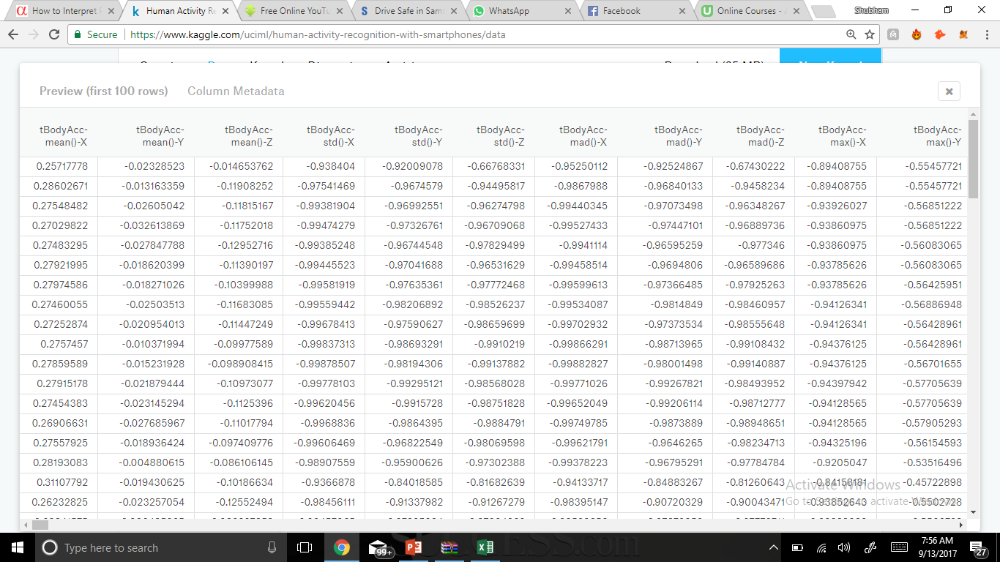 How to Interpret
Human Activity Re
Free Online YouTu
Drive Safe in Sam
WhatsApp
Facebook
Online Courses -
Shubham
Secure
https://www.kaggle.com/uciml/human-activity-recognition-with-smartphones/data
Preview (first 100 rows) Column Metadata
tBodyAcc- tBodyAcc- tBodyAcc- tBodyAcc- tBodyAcc- tBodyAcc- tBodyAcc- tBodyAcc- tBodyAcc- tBodyAcc- tBodyAcc-
mean()-X mean()-Y mean()-Z std()-X std()-Y std()-Z mad()-X mad()-Y mad()-Z max()-X max()-Y
0.25717778 -0.02328523 -0.014653762 -0.938404 -0.92009078 -0.66768331 -0.95250112 -0.92524867 -0.67430222 -0.89408755 -0.55457721
0.28602671 -0.013163359 -0.11908252 -0.97541469 -0.9674579 -0.94495817 -0.9867988 -0.96840133 -0.9458234 -0.89408755 -0.55457721
0.27548482 -0.02605042 -0.11815167 -0.99381904 -0.96992551 -0.96274798 -0.99440345 -0.97073498 -0.96348267 -0.93926027 -0.56851222
0.27029822 -0.032613869 -0.11752018 -0.99474279 -0.97326761 -0.96709068 -0.99527433 -0.97447101 -0.96889736 -0.93860975 -0.56851222
0.27483295 -0.027847788 -0.12952716 -0.99385248 -0.96744548 -0.97829499 -0.9941114 -0.96595259 -0.977346 -0.93860975 -0.56083065
0.27921995 -0.018620399 -0.11390197 -0.99445523 -0.97041688 -0.96531629 -0.99458514 -0.9694806 -0.96589686 -0.93785626 -0.56083065
0.27974586 -0.018271026 -0.10399988 -0.99581919 -0.97635361 -0.97772468 -0.99599613 -0.97366485 -0.97925263 -0.93785626 -0.56425951
0.27460055 -0.02503513 -0.11683085 -0.99559442 -0.98206892 -0.98526237 -0.99534087 -0.9814849 -0.98460957 -0.94126341 -0.56886948
0.27252874 -0.020954013 -0.11447249 -0.99678413 -0.97590627 -0.98659699 -0.99702932 -0.97373534 -0.98555648 -0.94126341 -0.56428961
0.2757457 -0.010371994 -0.09977589 -0.99837313 -0.98693291 -0.9910219 -0.99866291 -0.98713965 -0.99108432 -0.94376125 -0.56428961
0.27859589 -0.015231928 -0.098908415 -0.99878507 -0.98194306 -0.99137882 -0.99882827 -0.98001498 -0.99140887 -0.94376125 -0.56701655
0.27915178 -0.021879444 -0.10973077 -0.99778103 -0.99295121 -0.98568028 -0.99771026 -0.99267821 -0.98493952 -0.94397942 -0.57705639
0.27454383 -0.023145294 -0.1125396 -0.99620456 -0.9915728 -0.98751828 -0.99652049 -0.99206114 -0.98712777 -0.94128565 -0.57705639
0.26906631 -0.027685967 -0.11017794 -0.9968836 -0.9864395 -0.9884791 -0.99749785 -0.9873889 -0.98948651 -0.94128565 -0.57905293
0.27557925 -0.018936424 -0.097409776 -0.99606469 -0.96822549 -0.98069598 -0.99621791 -0.9646265 -0.98234713 -0.94325196 -0.56154593
0.28193083 -0.004880615 -0.086106145 -0.98907559 -0.95900626 -0.97302388 -0.99378223 -0.96795291 -0.97784784 -0.9205047 -0.53516496
0.31107792 -0.019430625 -0.10186634 -0.9366878 -0.84018585 -0.81682639 -0.94133717 -0.84883267 -0.81260643 -0.84158181 -0.45722898
0.26232825 -0.023257054 -0.12552494 -0.98456111 -0.91337982 -0.91267279 -0.98395147 -0.90720329 -0.90043471 -0.93852643 -0.5502728
Activate Windows
Go to Settings to activate Windows.
Type here to search
99+
7:56 AM
9/13/2017
27